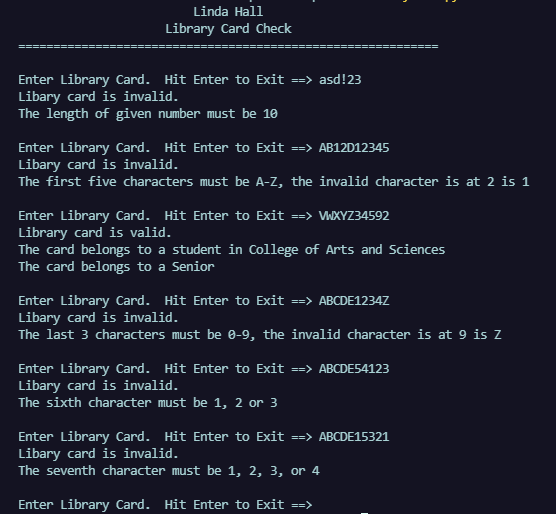 Linda Hall
Library Card Check
============================================================
Enter Library Card.  Hit Enter to Exit ==> asd!23
Libary card is invalid.
The length of given number must be 10
Enter Library Card.  Hit Enter to Exit ==> AB12D12345
Libary card is invalid.
The first five characters must be A-Z, the invalid character is at 2 is 1
Enter Library Card.  Hit Enter to Exit ==> VWXYZ34592
Library card is valid.
The card belongs to a student in College of Arts and Sciences
The card belongs to a Senior
Enter Library Card.  Hit Enter to Exit ==> ABCDE1234Z
Libary card is invalid.
The last 3 characters must be 0-9, the invalid character is at 9 is Z
Enter Library Card.  Hit Enter to Exit ==> ABCDE54123
Libary card is invalid.
The sixth character must be 1, 2 or 3
Enter Library Card.  Hit Enter to Exit ==> ABCDE15321
Libary card is invalid.
The seventh character must be 1, 2, 3, or 4
Enter Library Card.  Hit Enter to Exit ==>